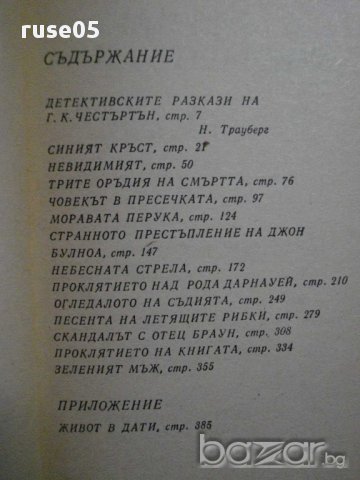 ruse05
СЪДЪРЖАНИЕ
ДЕТЕКТИВСКИТЕ РАЗКАЗИ НА
Г. К. ЧЕСТЪРТЪН, стр. 7
Н. Трауберг
СИНИЯТ КРЪСТ, стр. 21
НЕВИДИМИЯТ, стр. 50
ТРИТЕ ОРЪДИЯ НА СМЪРТТА, стр. 76
ЧОВЕКЪТ В ПРЕСЕЧКАТА, стр. 97
МОРАВАТА ПЕРУКА, стр. 124
СТРАННОТО ПРЕСТЪПЛЕНИЕ НА ДЖОН
БУЛНОА, стр. 147
НЕБЕСНАТА СТРЕЛА, стр. 172
ПРОКЛЯТИЕТО НАД РОДА ДАРНАУЕЙ, стр. 210
ОГЛЕДАЛОТО НА СЪДИЯТА, стр. 249
ПЕСЕНТА НА ЛЕТЯЩИТЕ РИБКИ, стр. 279
СКАНДАЛЪТ С ОТЕЦ БРАУН, стр. 308
ПРОКЛЯТИЕТО НА КНИГАТА, стр. 334
ЗЕЛЕНИЯТ МЪЖ, стр. 355
ПРИЛОЖЕНИЕ
ЖИВОТ В ДАТИ, стр. 385
bazar.bg